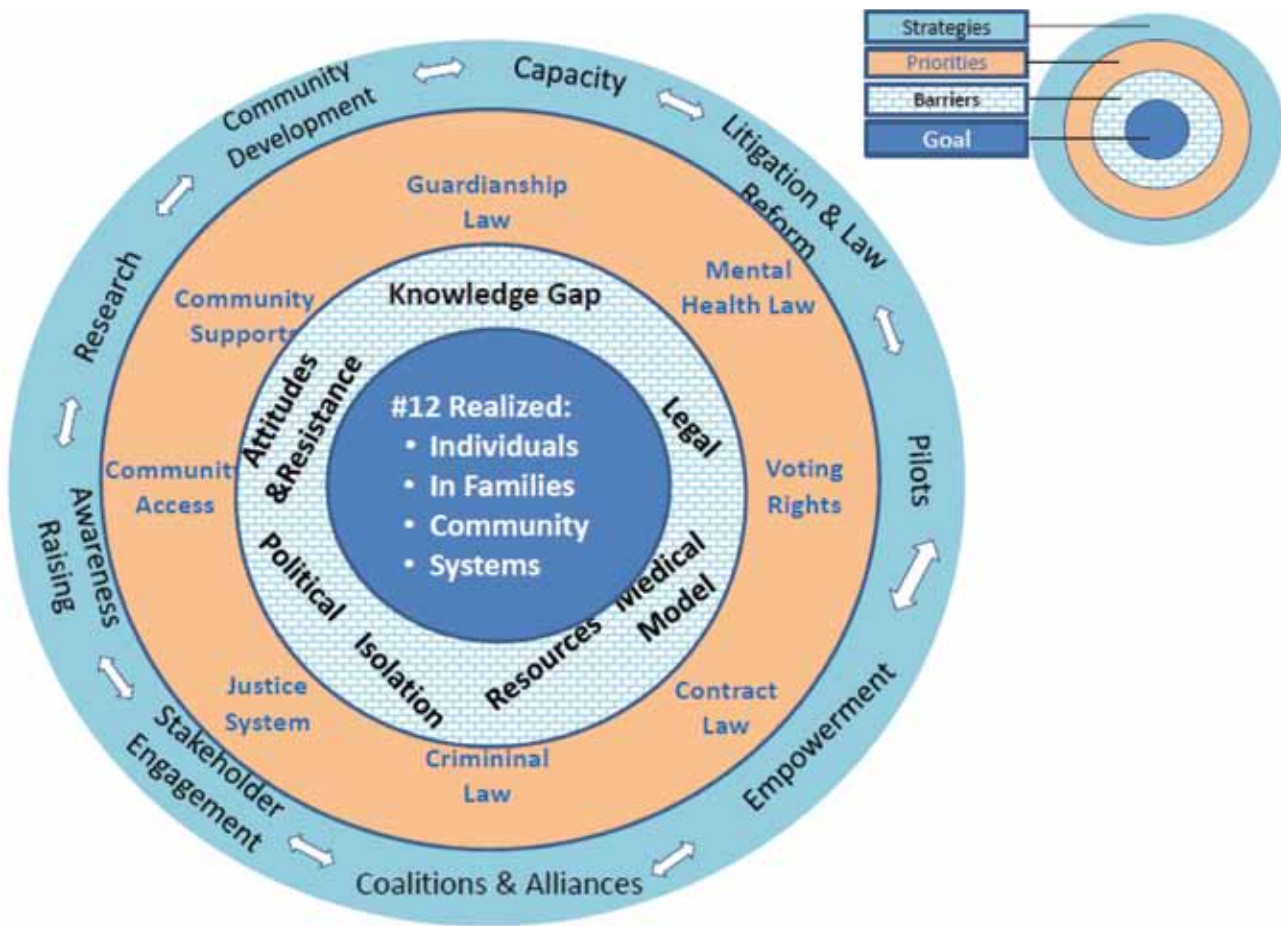 Strategies
Priorities
Barriers
Goal
Community
Development
Capacity
Litigation & Law
Reform
Pilots
Empowerment
Coalitions & Alliances
Stakeholder
Engagement
Awareness
Raising
Research
Guardianship
Law
Mental
Health Law
Voting
Rights
Contract
Law
Crimininal
Law
Justice
System
Community
Access
Community
Supports
Knowledge Gap
Legal
Medical
Model
Resources
Isolation
Political
Attitudes
&Resistance
#12 Realized:
• Individuals
• In Families
• Community
• Systems